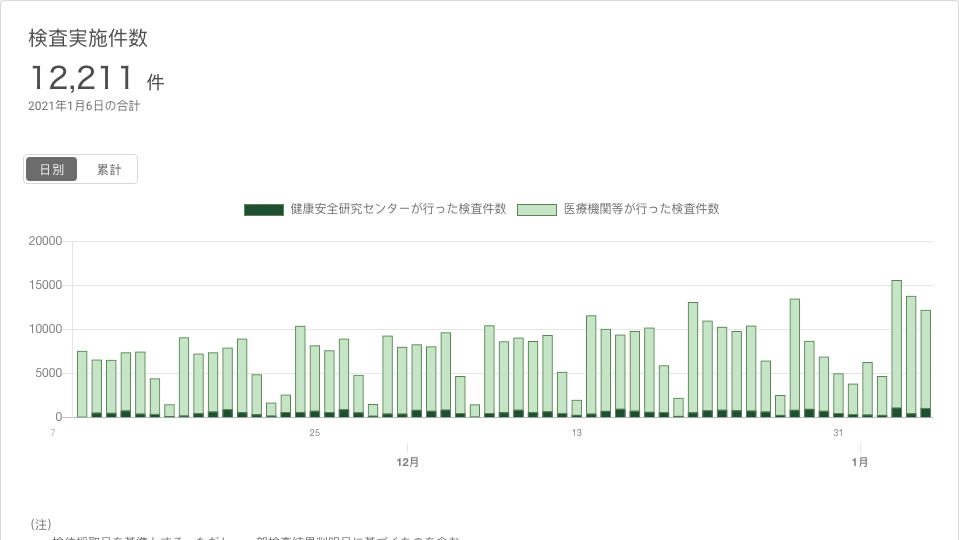 検査実施件数
12,211 件
2021年1月6日の合計
日別 累計
健康安全研究センターが行った検査件数 医療機関等が行った検査件数
20000
15000
10000
5000
0
7 25 13 31
12月 1月
（注）